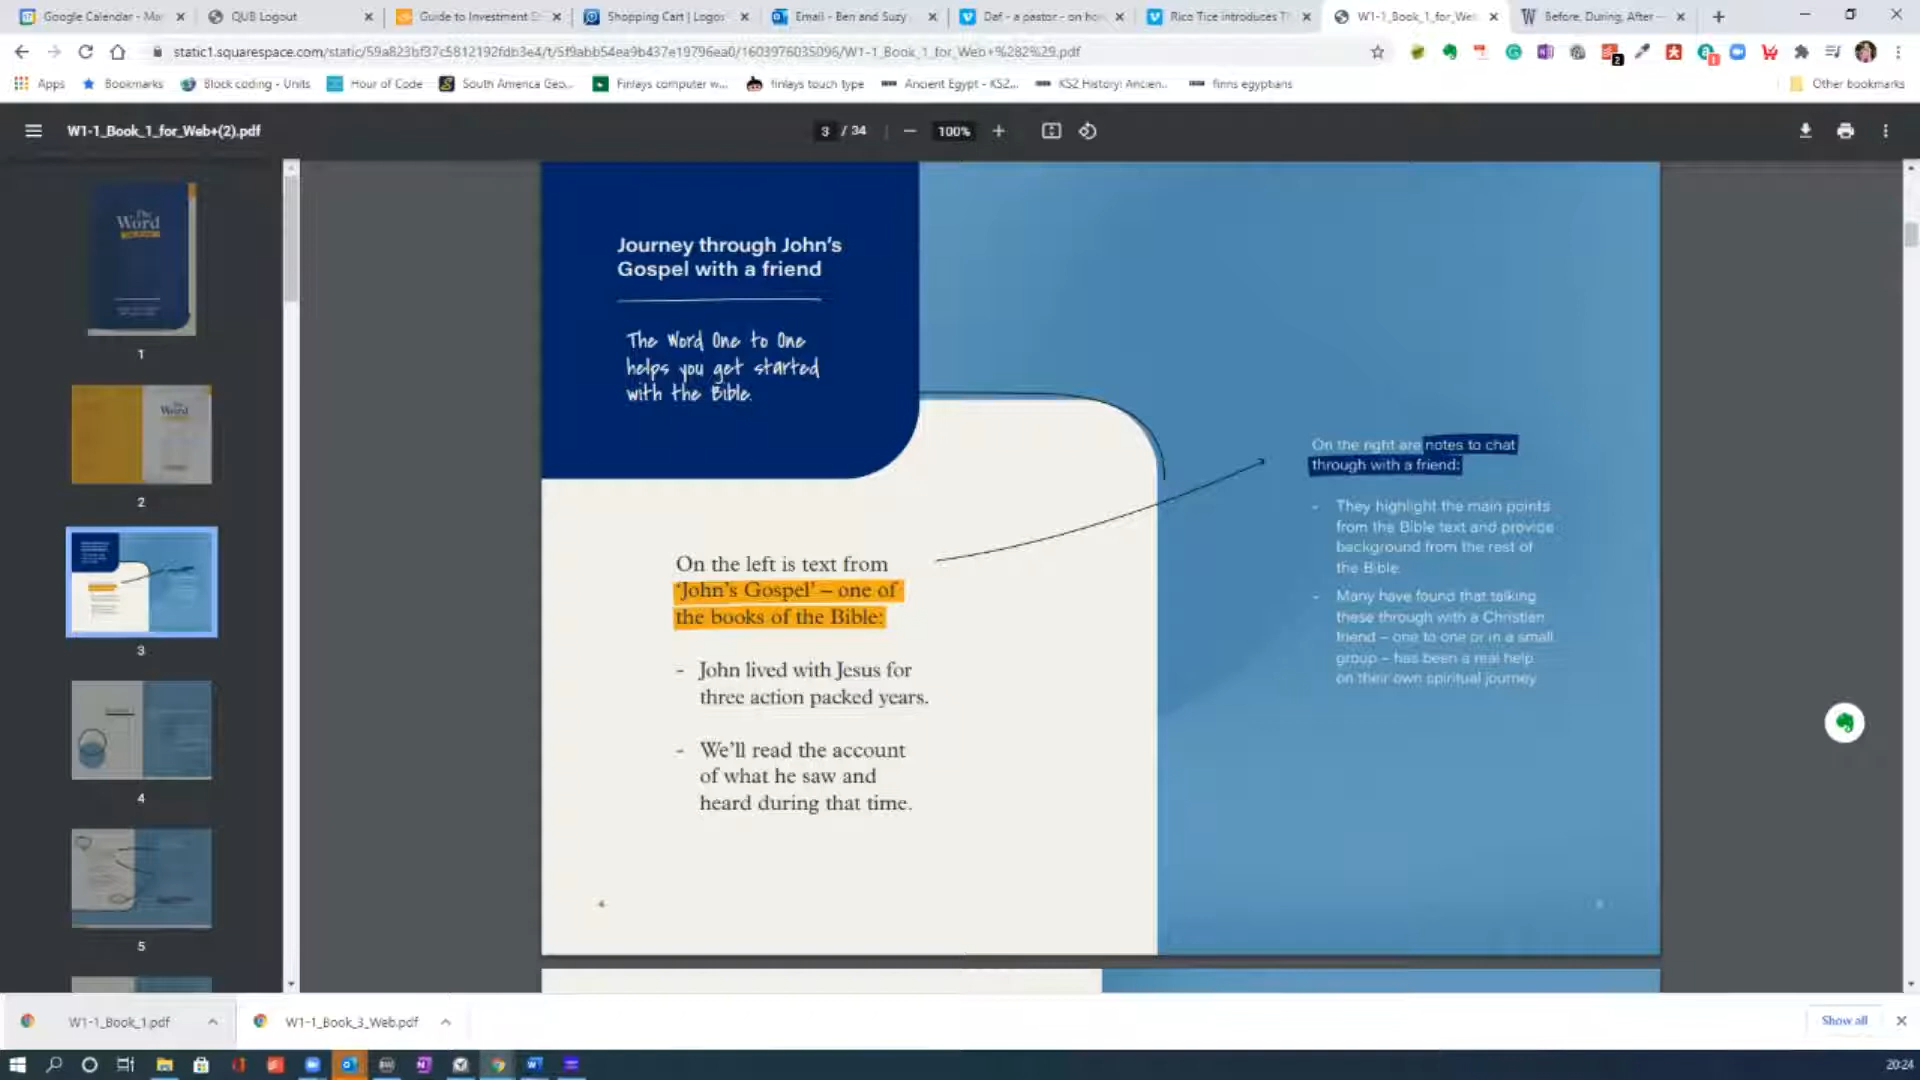 Google Calendar - Ma
QUB Logout
Guide to Investment
Shopping Cart | Logos
Email - Ben and Suzy
Daf - a pastor - on ho
Rico Tice introduces T
W1-1_Book_1_for_We
Before, During, After —
static1.squarespace.com/static/59a823bf37c5812192fdb3e4/t/5f9abb54ea9b437e19796ea0/1603976035096/W1-1_Book_1_for_Web+%282%29.pdf
Apps
Bookmarks
Block coding - Units
Hour of Code
South America Geo...
Finlays computer w...
finlays touch type
Ancient Egypt - KS2...
KS2 History: Ancien...
finns egyptians
Other bookmarks
W1-1_Book_1_for_Web+(2).pdf
3 / 34
100%
The
Word
1
The
Word
2
3
4
5
Journey through John's
Gospel with a friend
The Word One to One
helps you get started
with the Bible.
On the left is text from
'John's Gospel' – one of
the books of the Bible:
- John lived with Jesus for
three action packed years.
- We'll read the account
of what he saw and
heard during that time.
4
On the right are notes to chat
through with a friend:
- They highlight the main points
from the Bible text and provide
background from the rest of
the Bible.
- Many have found that talking
these through with a Christian
friend – one to one or in a small
group – has been a real help
on their own spiritual journey
W1-1_Book_1.pdf
W1-1_Book_3_Web.pdf
Show all
20:24